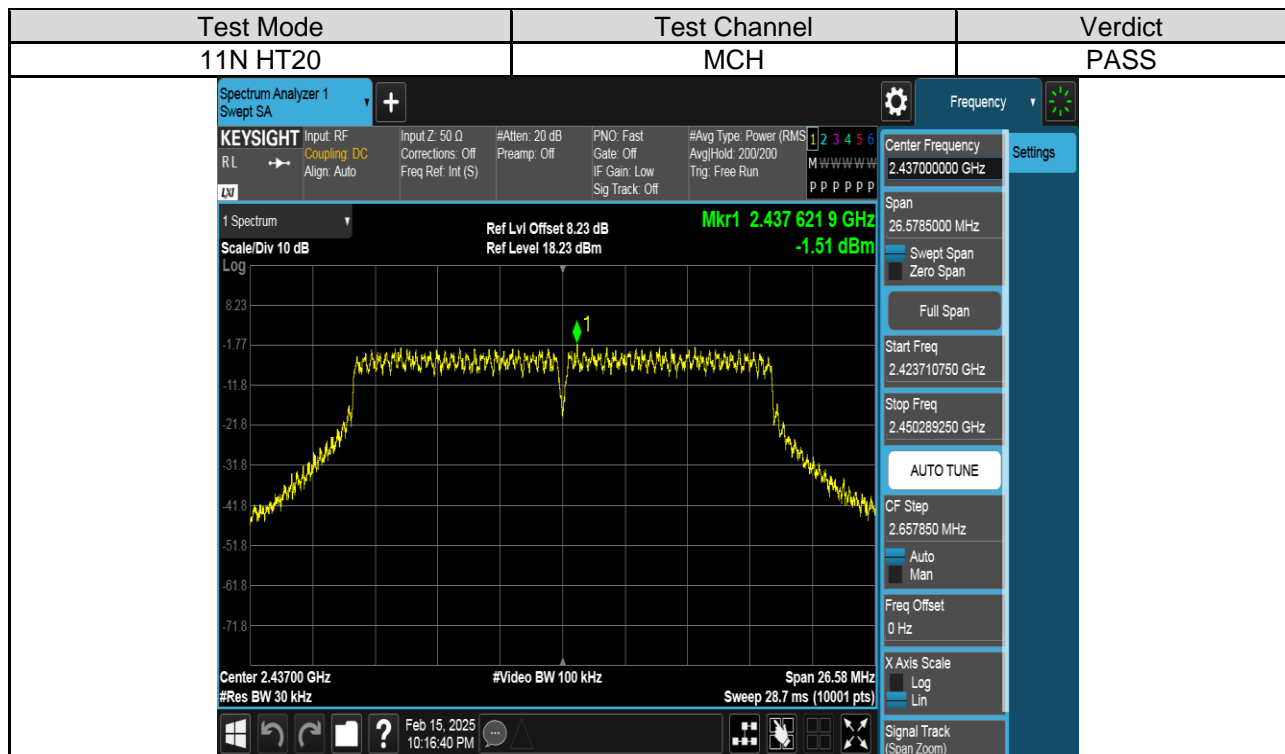 Test Mode Test Channel Verdict
11N HT20 MCH PASS
Spectrum Analyzer 1
Swept SA
+
Frequency
KEYSIGHT
R L
LXI
Input: RF
Coupling: DC
Align: Auto
Input Z: 50 Ω
Corrections: Off
Freq Ref: Int (S)
#Atten: 20 dB
Preamp: Off
PNO: Fast
Gate: Off
IF Gain: Low
Sig Track: Off
#Avg Type: Power (RMS
Avg|Hold: 200/200
Trig: Free Run
1 2 3 4 5 6
M W W W W W
P P P P P P
1 Spectrum
Scale/Div 10 dB
Ref Lvl Offset 8.23 dB
Ref Level 18.23 dBm
Mkr1 2.437 621 9 GHz
-1.51 dBm
Log
8.23
-1.77
-11.8
-21.8
-31.8
-41.8
-51.8
-61.8
-71.8
1
Center 2.43700 GHz
#Res BW 30 kHz
#Video BW 100 kHz
Span 26.58 MHz
Sweep 28.7 ms (10001 pts)
?
Feb 15, 2025
10:16:40 PM
Center Frequency
2.437000000 GHz
Settings
Span
26.5785000 MHz
Swept Span
Zero Span
Full Span
Start Freq
2.423710750 GHz
Stop Freq
2.450289250 GHz
AUTO TUNE
CF Step
2.657850 MHz
Auto
Man
Freq Offset
0 Hz
X Axis Scale
Log
Lin
Signal Track
(Span Zoom)